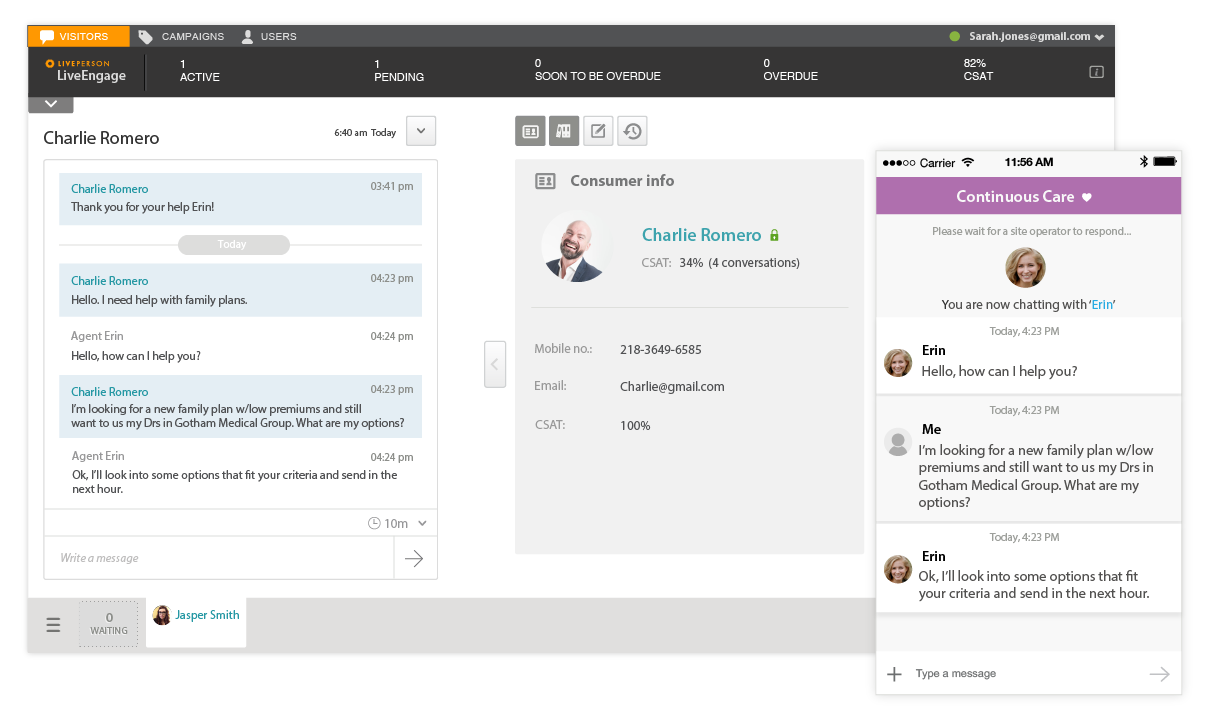 VISITORS
CAMPAIGNS
USERS
Sarah.jones@gmail.com
LIVEPERSON
LiveEngage
1
ACTIVE
1
PENDING
0
SOON TO BE OVERDUE
0
OVERDUE
82%
CSAT
i
Charlie Romero
6:40 am Today
Charlie Romero 03:41 pm
Thank you for your help Erin!
Today
Charlie Romero 04:23 pm
Hello. I need help with family plans.
Agent Erin 04:24 pm
Hello, how can I help you?
Charlie Romero 04:23 pm
I'm looking for a new family plan w/low premiums and still
want to us my Drs in Gotham Medical Group. What are my options?
Agent Erin 04:24 pm
Ok, I'll look into some options that fit your criteria and send in the
next hour.
10m
Write a message
0
WAITING
Jasper Smith
Consumer info
Charlie Romero
CSAT: 34% (4 conversations)
Mobile no.: 218-3649-6585
Email: Charlie@gmail.com
CSAT: 100%
Carrier 11:56 AM
Continuous Care
Please wait for a site operator to respond...
You are now chatting with 'Erin'
Today, 4:23 PM
Erin
Hello, how can I help you?
Today, 4:23 PM
Me
I'm looking for a new family plan w/low
premiums and still want to us my Drs in
Gotham Medical Group. What are my
options?
Today, 4:23 PM
Erin
Ok, I'll look into some options that fit
your criteria and send in the next hour.
Type a message